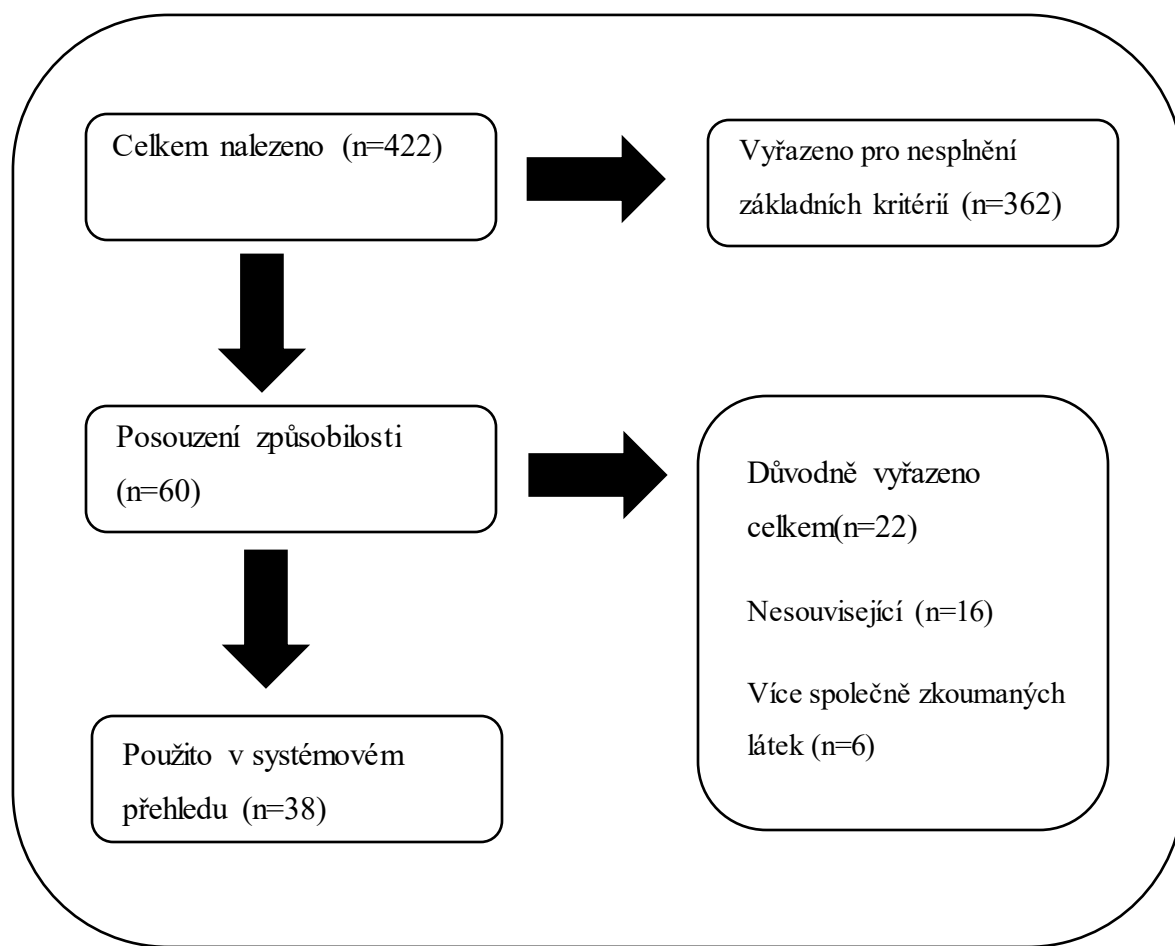 Celkem nalezeno (n=422)
Vyřazeno pro nesplnění
základních kritérií (n=362)
Posouzení způsobilosti
(n=60)
Důvodně vyřazeno
celkem(n=22)
Nesouvisející (n=16)
Více společně zkoumaných
látek (n=6)
Použito v systémovém
přehledu (n=38)